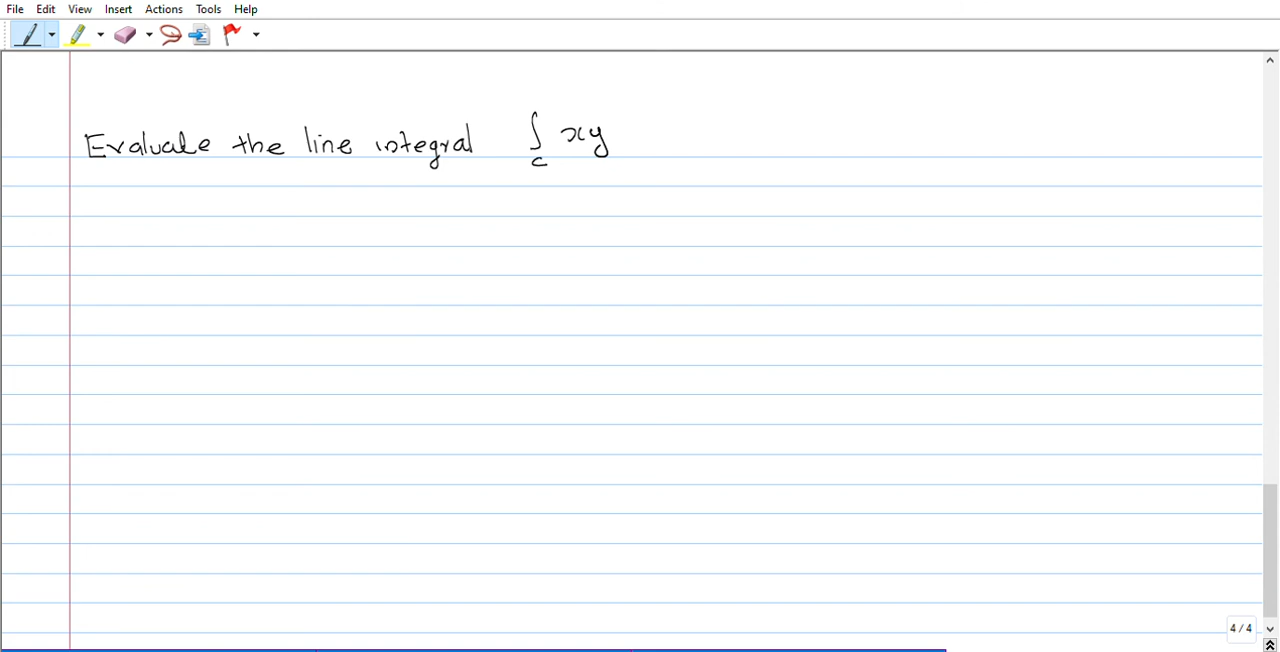 File Edit View Insert Actions Tools Help
Evaluate the line integral ∫_C xy
4 / 4